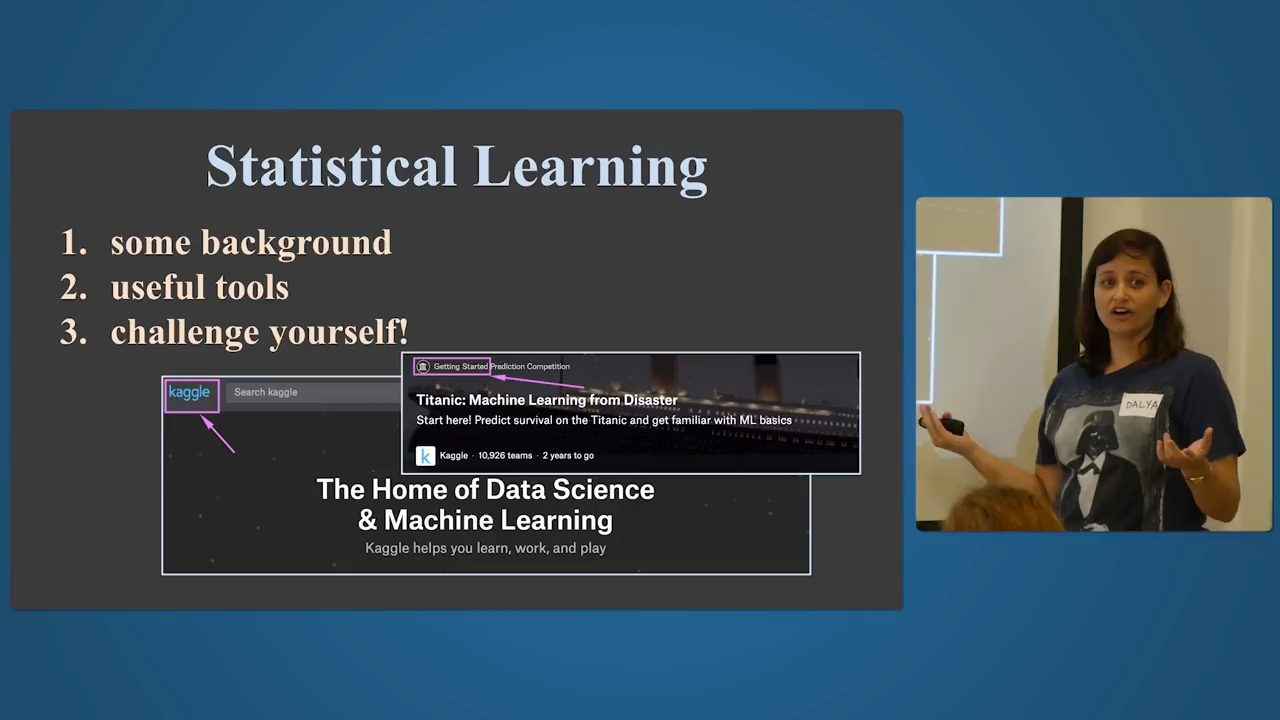 Statistical Learning
1. some background
2. useful tools
3. challenge yourself!
kaggle
Search kaggle
Getting Started Prediction Competition
Titanic: Machine Learning from Disaster
Start here! Predict survival on the Titanic and get familiar with ML basics
k
Kaggle · 10,926 teams · 2 years to go
The Home of Data Science
& Machine Learning
Kaggle helps you learn, work, and play
DALYA